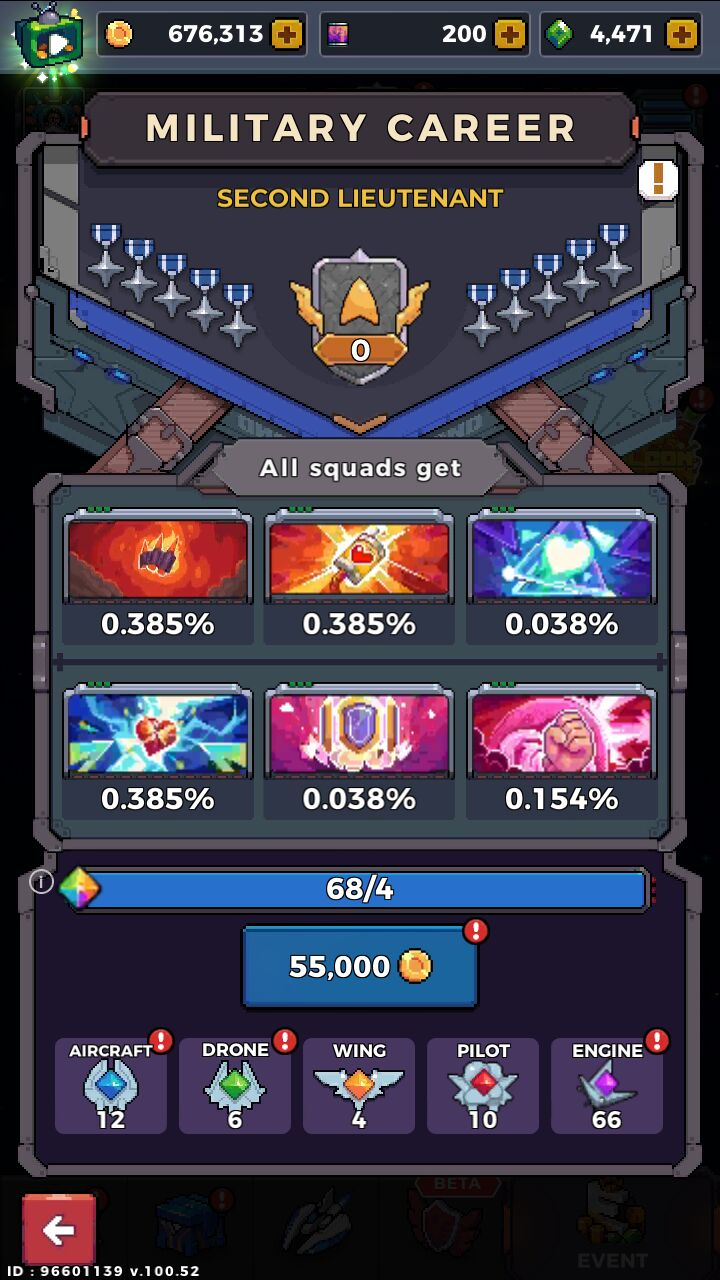 676,313
200
4,471
MILITARY CAREER
SECOND LIEUTENANT
0
All squads get
0.385%
0.385%
0.038%
0.385%
0.038%
0.154%
68/4
55,000
AIRCRAFT
DRONE
WING
PILOT
ENGINE
12
6
4
10
66
BETA
EVENT
ID : 96601139 v.100.52